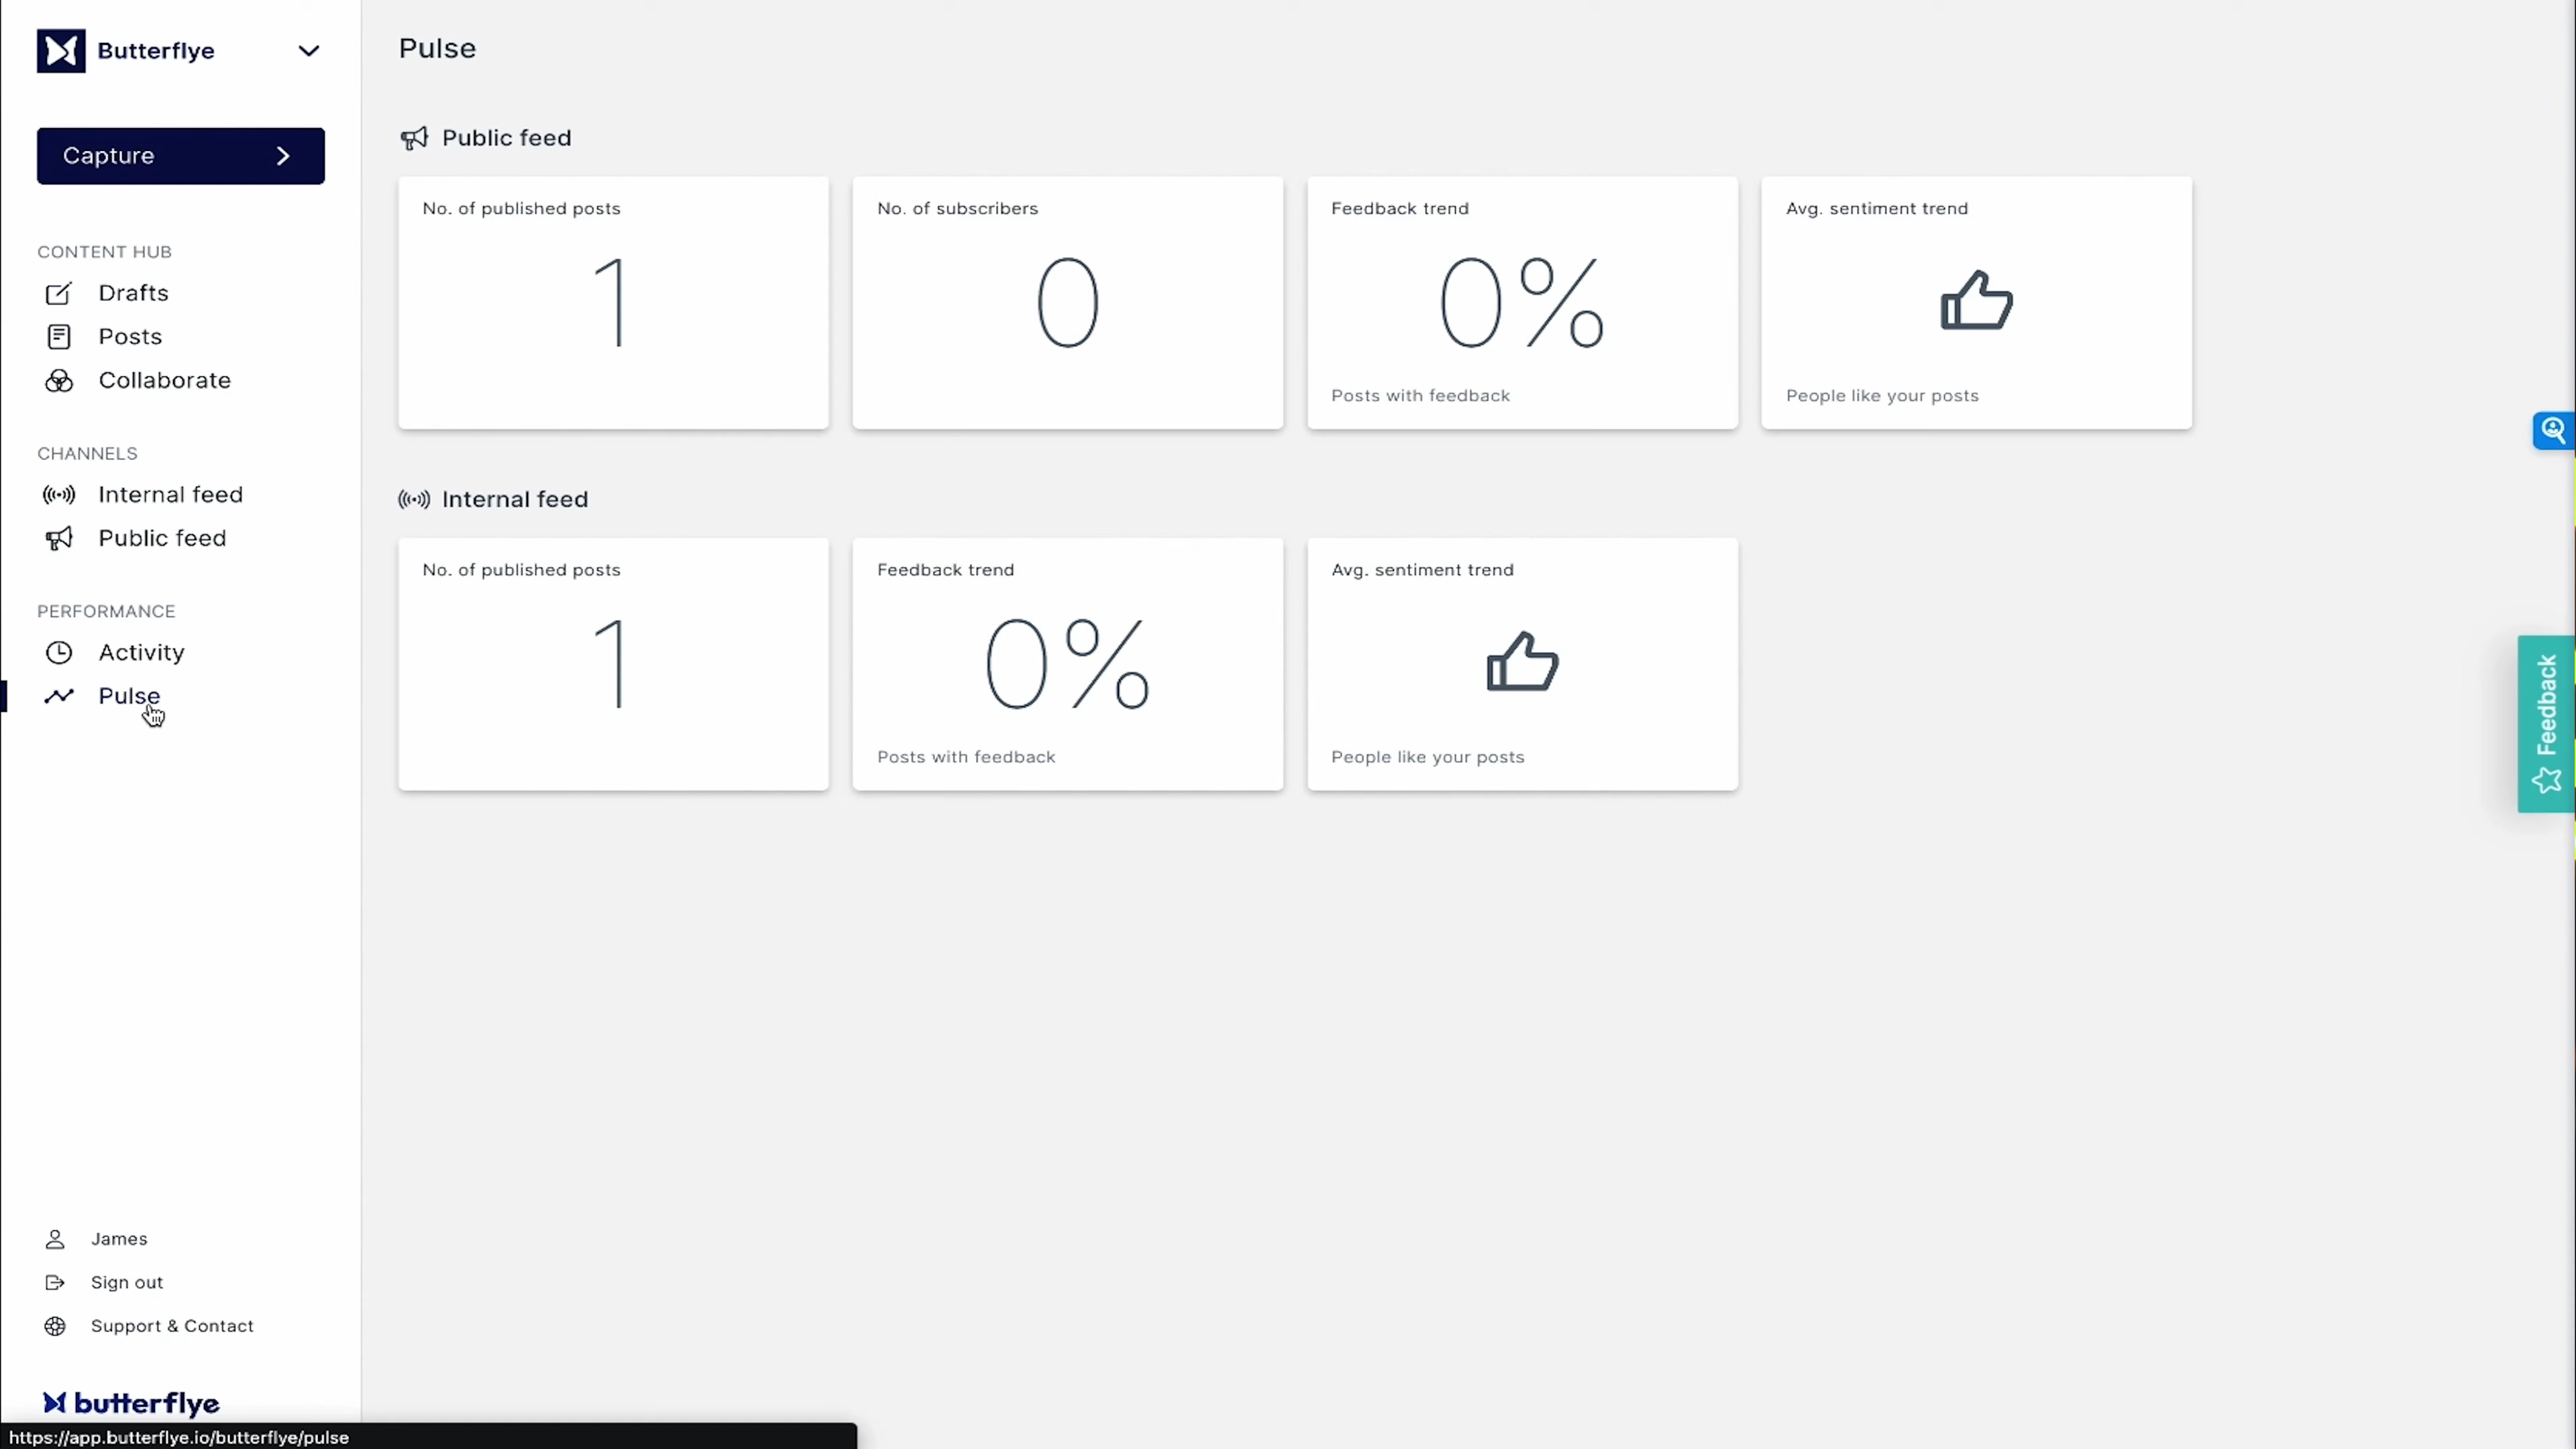 Butterflye
Capture
CONTENT HUB
Drafts
Posts
Collaborate
CHANNELS
Internal feed
Public feed
PERFORMANCE
Activity
Pulse
James
Sign out
Support & Contact
butterflye
https://app.butterflye.io/butterflye/pulse
Pulse
Public feed
No. of published posts
1
No. of subscribers
0
Feedback trend
0%
Posts with feedback
Avg. sentiment trend
People like your posts
Internal feed
No. of published posts
1
Feedback trend
0%
Posts with feedback
Avg. sentiment trend
People like your posts
Feedback